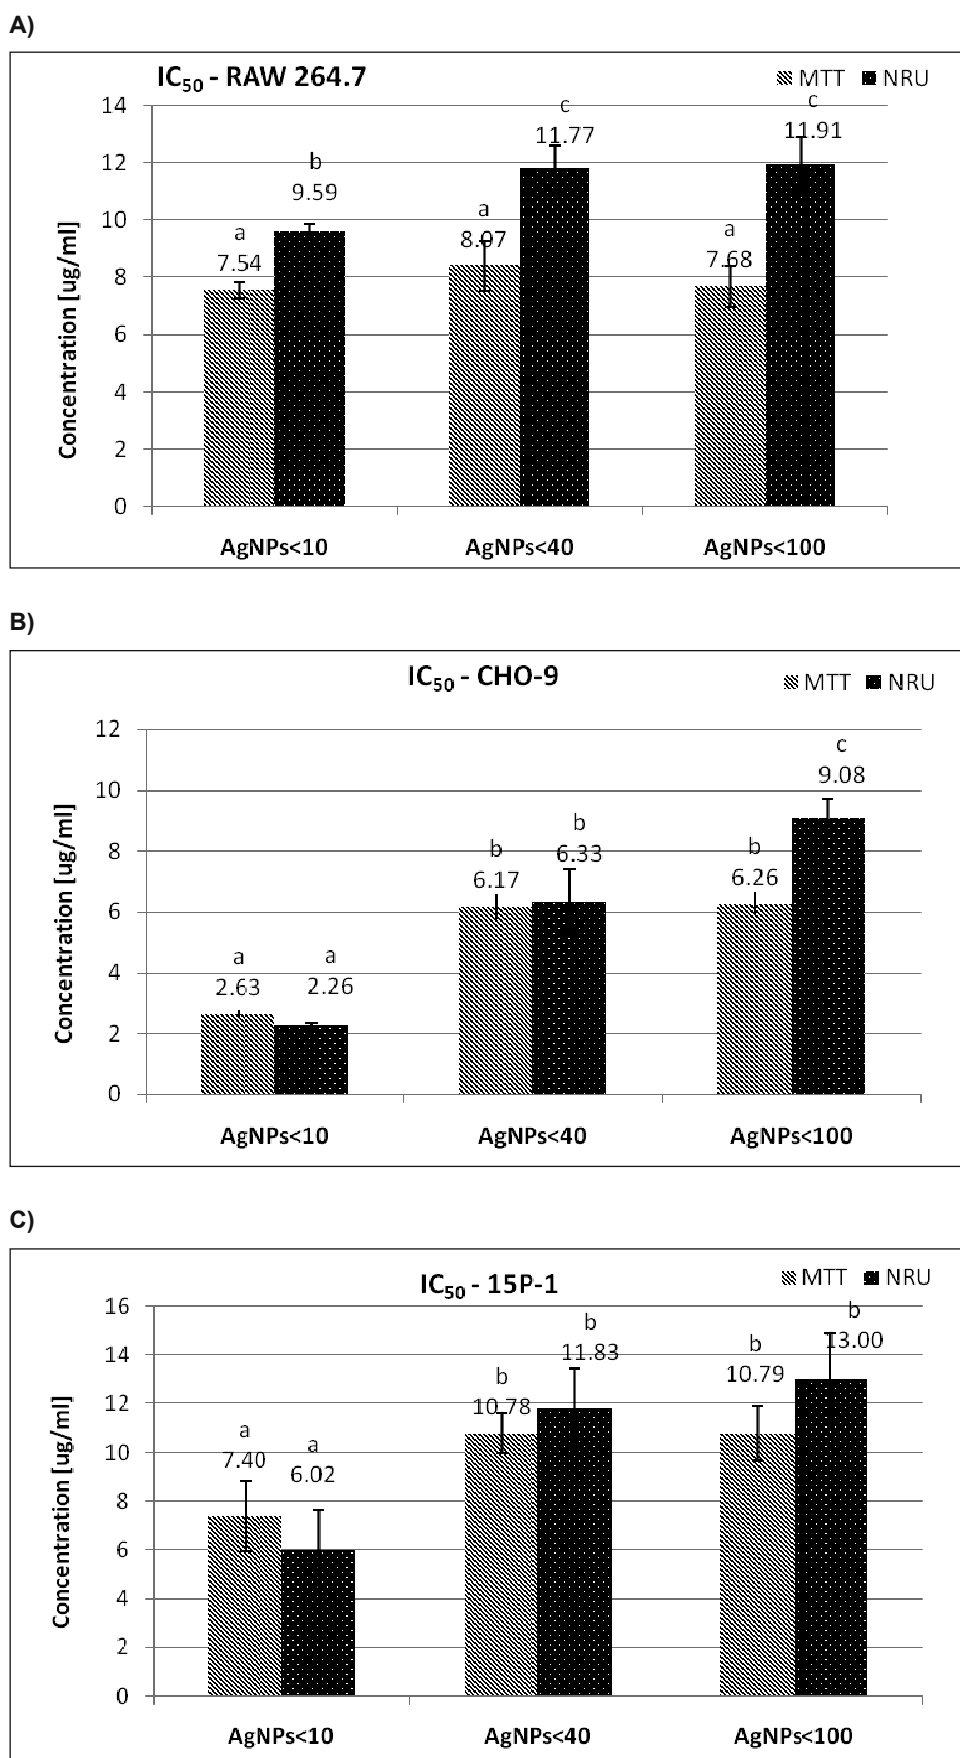 A)
IC50 - RAW 264.7
MTT NRU
Concentration [ug/ml]
14
12
10
8
6
4
2
0
a
7.54
b
9.59
a
8.07
c
11.77
a
7.68
c
11.91
AgNPs<10 AgNPs<40 AgNPs<100
B)
IC50 - CHO-9
MTT NRU
Concentration [ug/ml]
12
10
8
6
4
2
0
a
2.63
a
2.26
b
6.17
b
6.33
b
6.26
c
9.08
AgNPs<10 AgNPs<40 AgNPs<100
C)
IC50 - 15P-1
MTT NRU
Concentration [ug/ml]
16
14
12
10
8
6
4
2
0
a
7.40
a
6.02
b
10.78
b
11.83
b
10.79
b
13.00
AgNPs<10 AgNPs<40 AgNPs<100